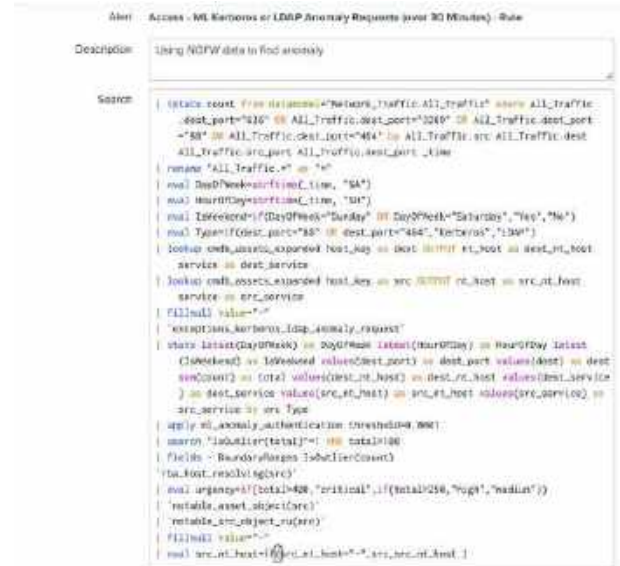 Alert Access - ML Kerberos or LDAP Anomaly Requests (over 30 Minutes) - Rule
Description Using NGFW data to find anomaly
Search | tstats count from datamodel="Network_Traffic.All_Traffic" where All_Traffic
.dest_port="636" OR All_Traffic.dest_port="3269" OR All_Traffic.dest_port
="88" OR All_Traffic.dest_port="464" by All_Traffic.src All_Traffic.dest
All_Traffic.src_port All_Traffic.dest_port _time
| rename "All_Traffic.*" as "*"
| eval DayOfWeek=strftime(_time, "%A")
| eval HourOfDay=strftime(_time, "%H")
| eval IsWeekend=if(DayOfWeek="Sunday" OR DayOfWeek="Saturday","Yes","No")
| eval Type=if(dest_port="88" OR dest_port="464","Kerberos","LDAP")
| lookup cmdb_assets_expanded host_key as dest OUTPUT nt_host as dest_nt_host
service as dest_service
| lookup cmdb_assets_expanded host_key as src OUTPUT nt_host as src_nt_host
service as src_service
| fillnull value="-"
| `exceptions_kerberos_ldap_anomaly_request`
| stats latest(DayOfWeek) as DayOfWeek latest(HourOfDay) as HourOfDay latest
(IsWeekend) as IsWeekend values(dest_port) as dest_port values(dest) as dest
sum(count) as total values(dest_nt_host) as dest_nt_host values(dest_service
) as dest_service values(src_nt_host) as src_nt_host values(src_service) as
src_service by src Type
| apply ml_anomaly_authentication threshold=0.0001
| search "IsOutlier(total)"=1 AND total>100
| fields - BoundaryRanges IsOutlier(count)
`rba_host_resolving(src)`
| eval urgency=if(total>400,"critical",if(total>250,"high","medium"))
| `notable_asset_object(src)`
| `notable_src_object_ru(src)`
| fillnull value="-"
| eval src_nt_host=if(src_nt_host="-",src,src_nt_host )